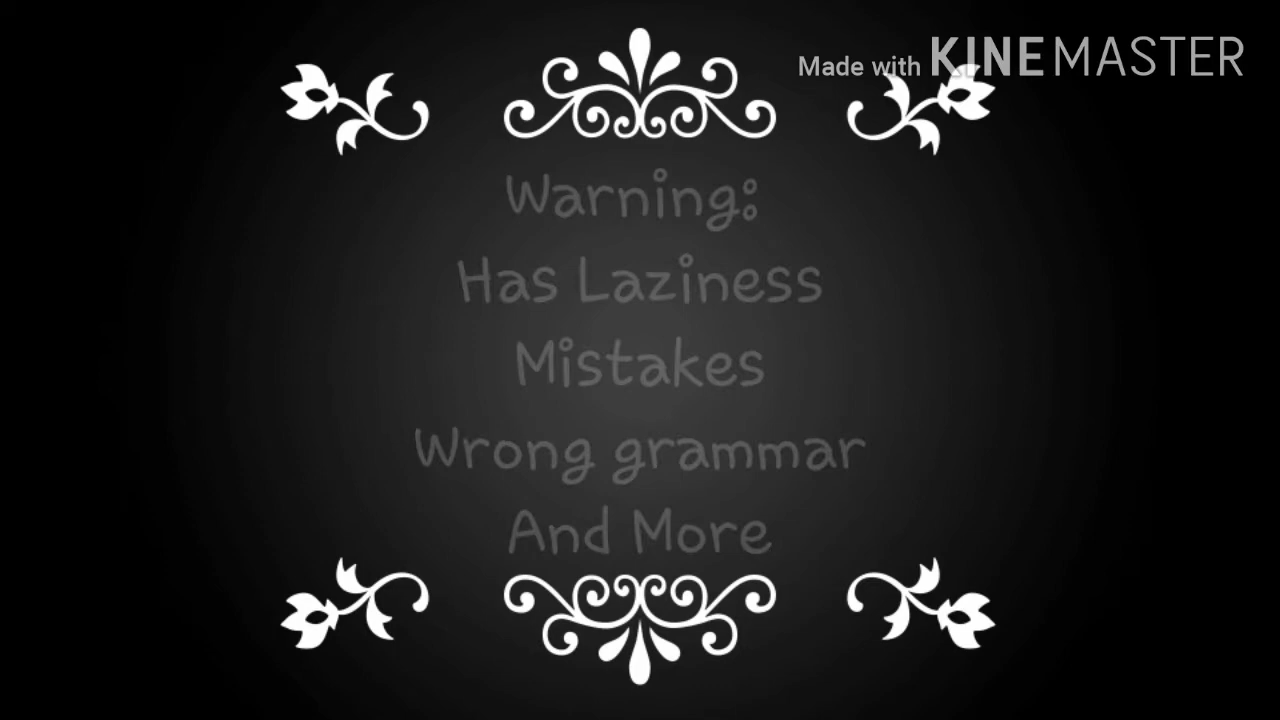 Made with KINEMASTER
Warning:
Has Laziness
Mistakes
Wrong grammar
And More